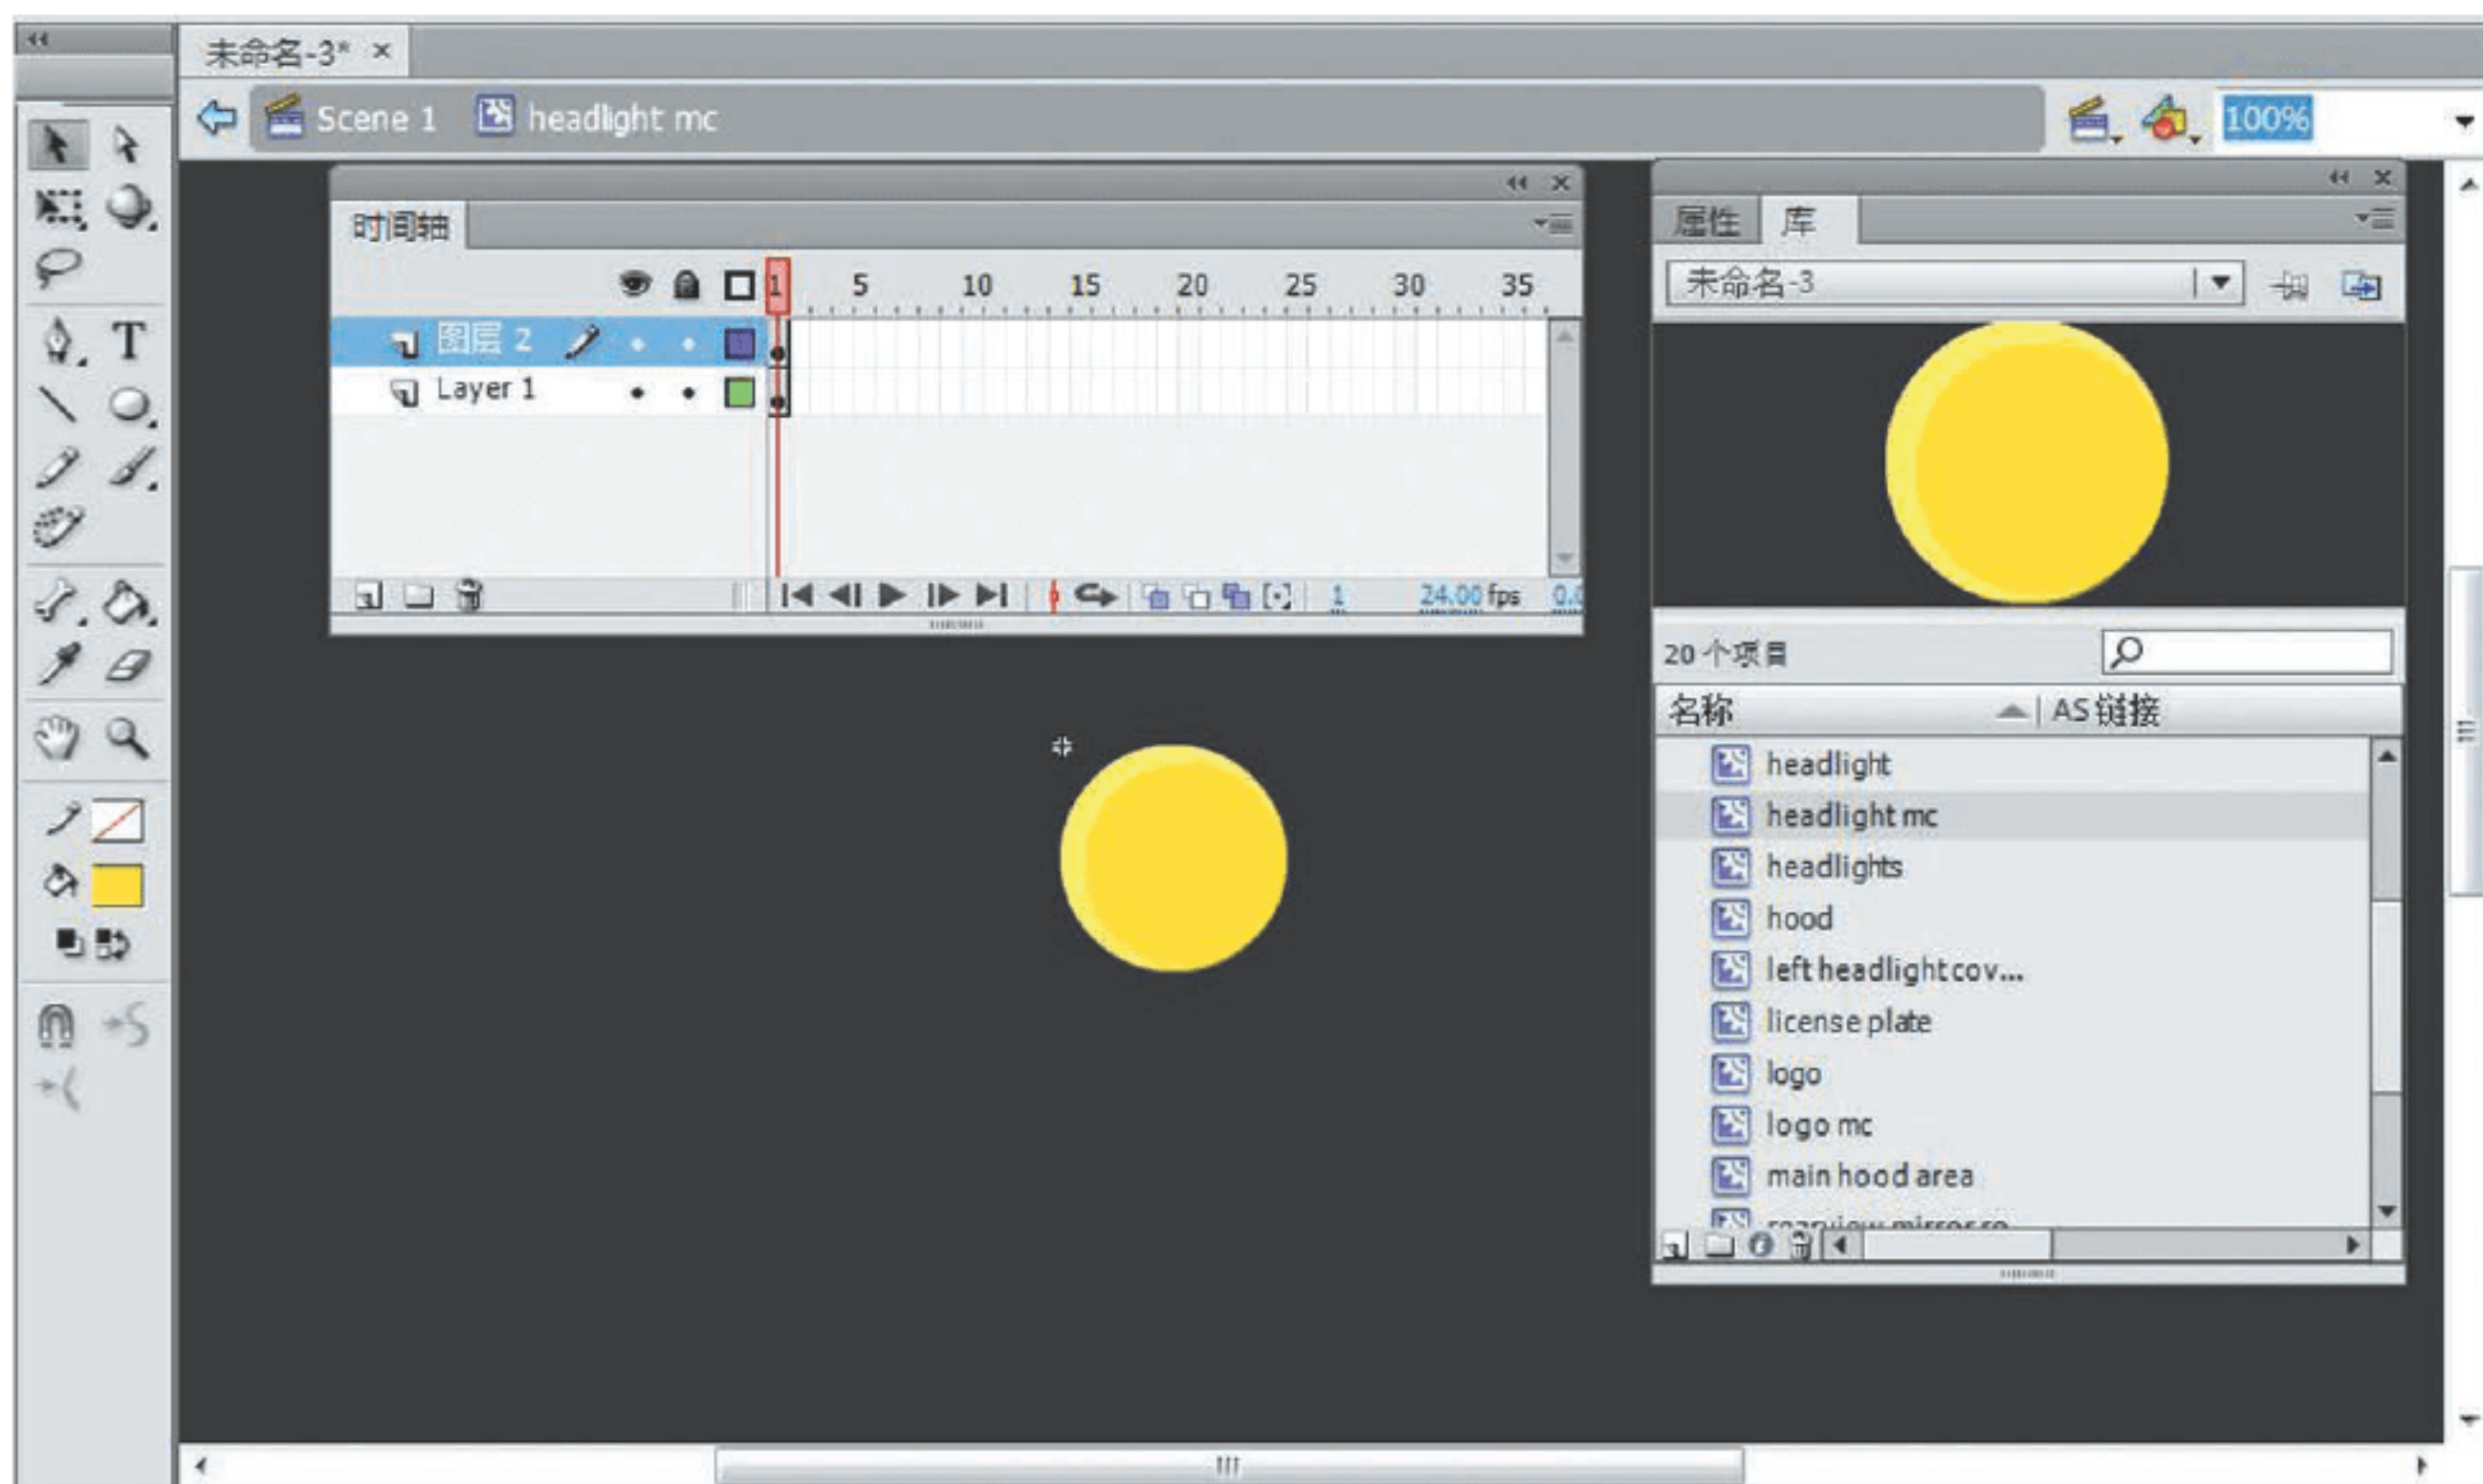 未命名-3* ×
Scene 1 headlight mc 100%
时间轴
1 5 10 15 20 25 30 35
图层 2
Layer 1
1 24.00 fps
属性 库
未命名-3
20 个项目
名称 AS 链接
headlight
headlight mc
headlights
hood
left headlight cov...
license plate
logo
logo mc
main hood area